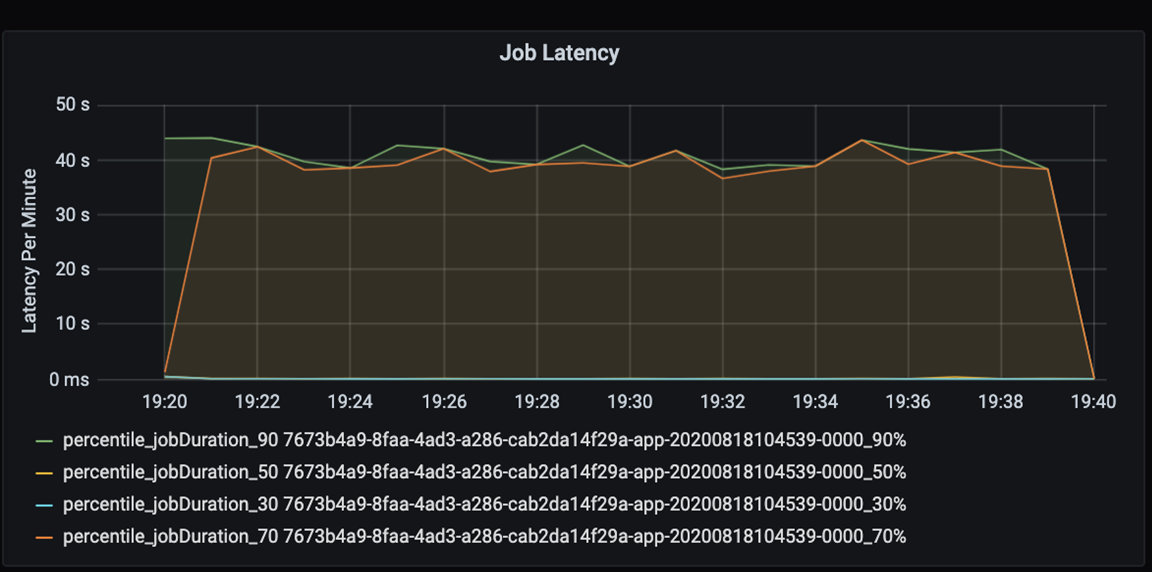 Job Latency
50 s
40 s
30 s
20 s
10 s
0 ms
Latency Per Minute
19:20 19:22 19:24 19:26 19:28 19:30 19:32 19:34 19:36 19:38 19:40
percentile_jobDuration_90 7673b4a9-8faa-4ad3-a286-cab2da14f29a-app-20200818104539-0000_90%
percentile_jobDuration_50 7673b4a9-8faa-4ad3-a286-cab2da14f29a-app-20200818104539-0000_50%
percentile_jobDuration_30 7673b4a9-8faa-4ad3-a286-cab2da14f29a-app-20200818104539-0000_30%
percentile_jobDuration_70 7673b4a9-8faa-4ad3-a286-cab2da14f29a-app-20200818104539-0000_70%